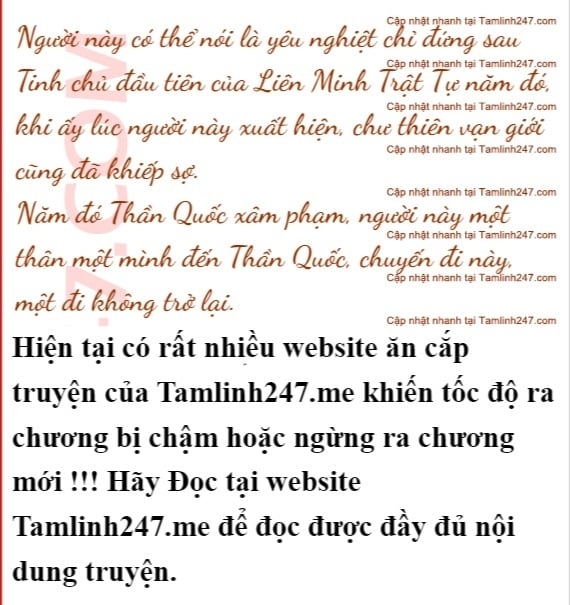 Cập nhật nhanh tại Tamlinh247.com
Người này có thể nói là yêu nghiệt chỉ đứng sau
Cập nhật nhanh tại Tamlinh247.com
Tinh chủ đầu tiên của Liên Minh Trật Tự năm đó,
Cập nhật nhanh tại Tamlinh247.com
khi ấy lúc người này xuất hiện, chư thiên vạn giới
Cập nhật nhanh tại Tamlinh247.com
cũng đã khiếp sợ.
Cập nhật nhanh tại Tamlinh247.com
Năm đó Thần Quốc xâm phạm, người này một
Cập nhật nhanh tại Tamlinh247.com
thân một mình đến Thần Quốc, chuyến đi này,
Cập nhật nhanh tại Tamlinh247.com
một đi không trở lại.
Cập nhật nhanh tại Tamlinh247.com
7.COM
Hiện tại có rất nhiều website ăn cắp
truyện của Tamlinh247.me khiến tốc độ ra
chương bị chậm hoặc ngừng ra chương
mới !!! Hãy Đọc tại website
Tamlinh247.me để đọc được đầy đủ nội
dung truyện.